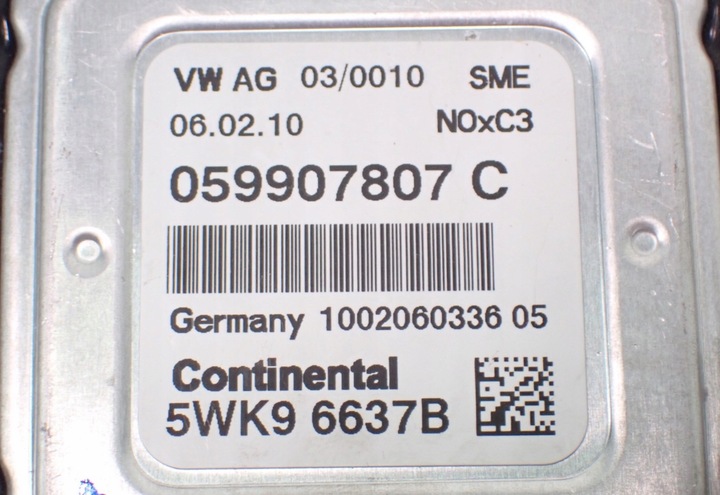 VW AG 03/0010 SME
06.02.10 NOxC3
059907807 C
Germany 1002060336 05
Continental
5WK9 6637B